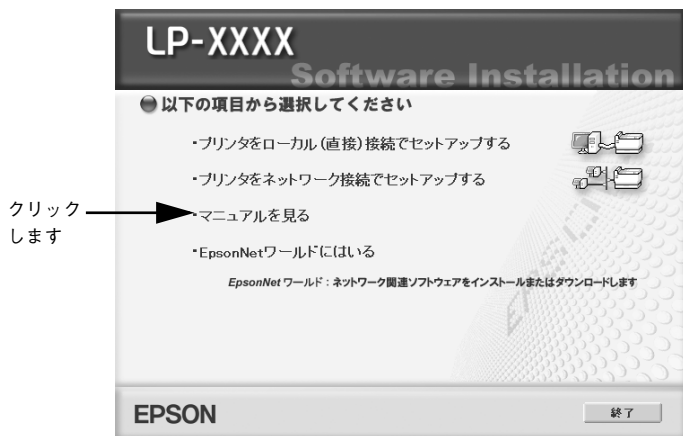 LP-XXXX
Software Installation
以下の項目から選択してください
・プリンタをローカル（直接）接続でセットアップする
・プリンタをネットワーク接続でセットアップする
クリック
します
・マニュアルを見る
・EpsonNetワールドにはいる
EpsonNet ワールド：ネットワーク関連ソフトウェアをインストールまたはダウンロードします
EPSON
EPSON
終了